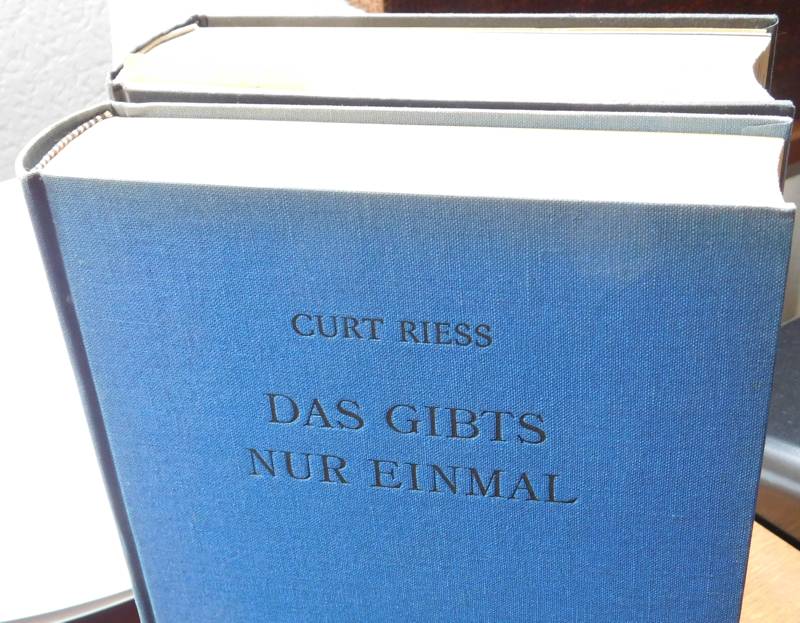 CURT RIESS
DAS GIBTS
NUR EINMAL